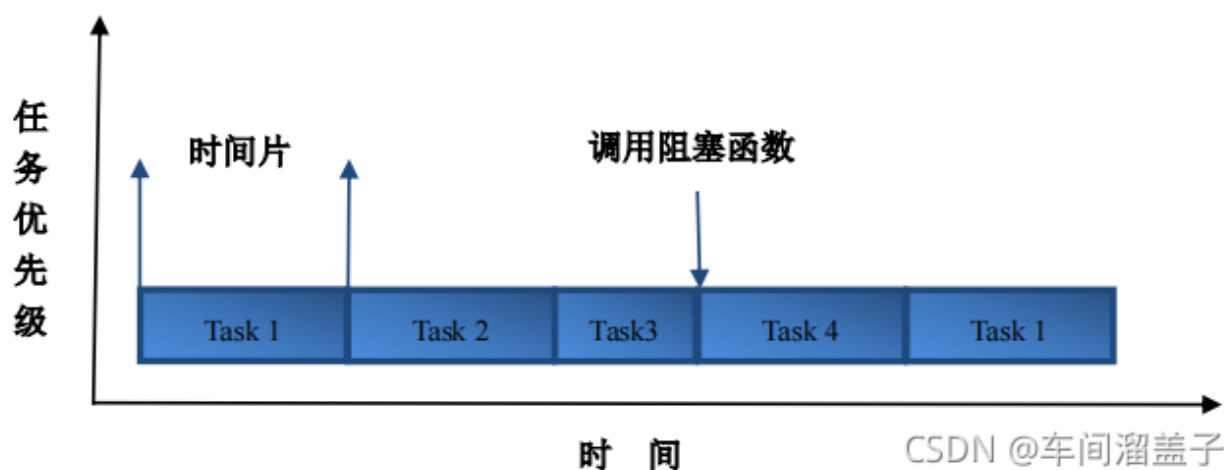 任务优先级
时间片
调用阻塞函数
Task 1
Task 2
Task3
Task 4
Task 1
时 间
CSDN @车间溜盖子